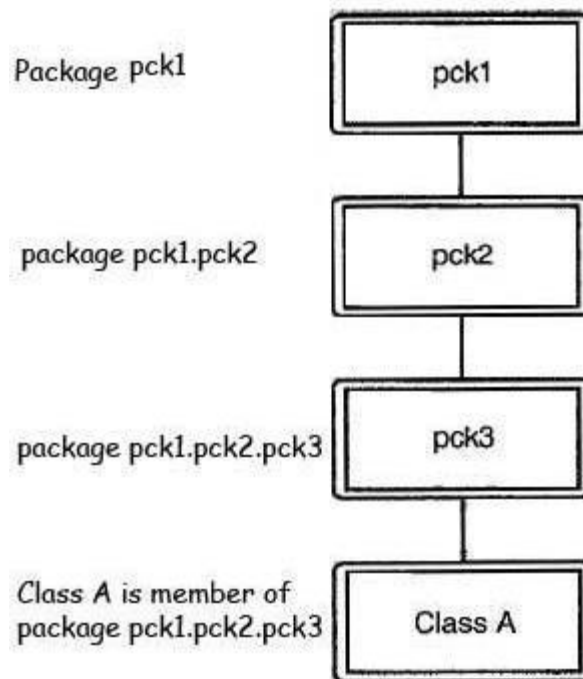 Package pck1
pck1
package pck1.pck2
pck2
package pck1.pck2.pck3
pck3
Class A is member of
package pck1.pck2.pck3
Class A